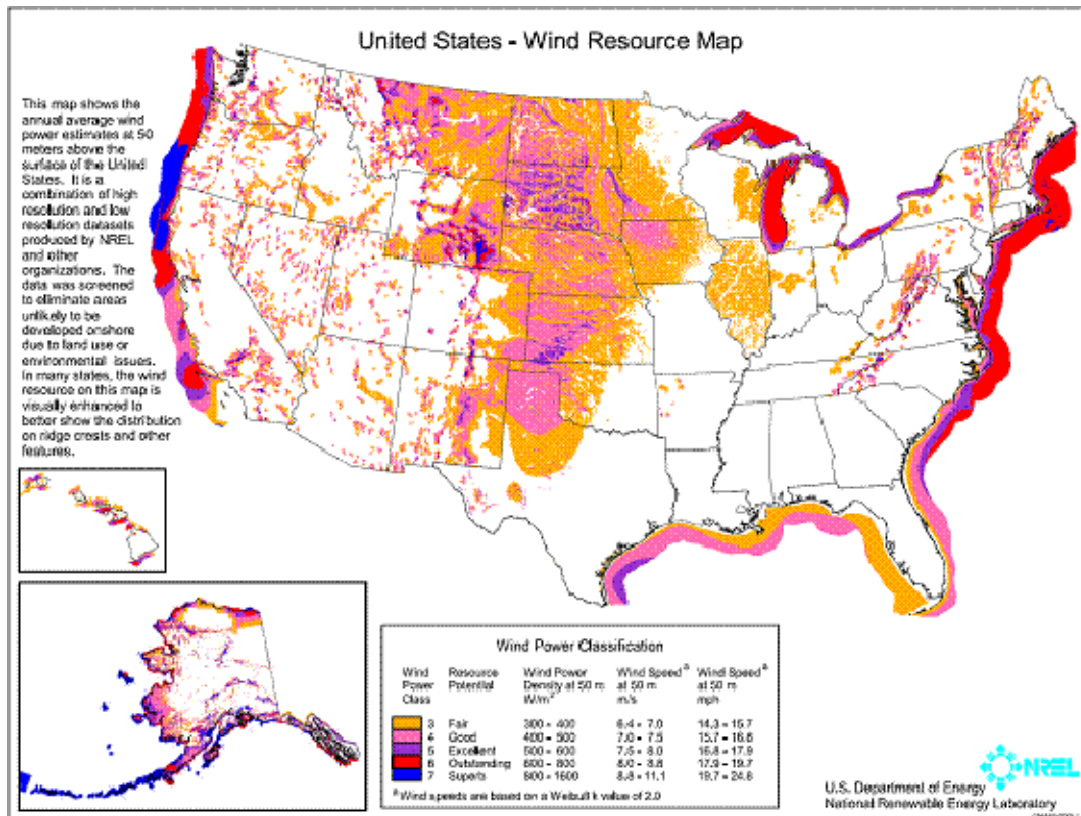 United States - Wind Resource Map
This map shows the
annual average wind
power estimates at 50
meters above the
surface of the United
States. It is a
combination of high
resolution and low
resolution datasets
produced by NREL
and other
organizations. The
data was screened
to eliminate areas
unlikely to be
developed onshore
due to land use or
environmental issues.
In many states, the wind
resource on this map is
visually enhanced to
better show the distribution
on ridge crests and other
features.
Wind Power Classification
Wind Power Class Resource Potential Wind Power Density at 50 m W/m² Wind Speedᵃ at 50 m m/s Wind Speedᵃ at 50 m mph
3 Fair 300 - 400 6.4 - 7.0 14.3 - 15.7
4 Good 400 - 500 7.0 - 7.5 15.7 - 16.8
5 Excellent 500 - 600 7.5 - 8.0 16.8 - 17.9
6 Outstanding 600 - 800 8.0 - 8.8 17.9 - 19.7
7 Superb 800 - 1600 8.8 - 11.1 19.7 - 24.8
ᵃ Wind speeds are based on a Weibull k value of 2.0
NREL
U.S. Department of Energy
National Renewable Energy Laboratory